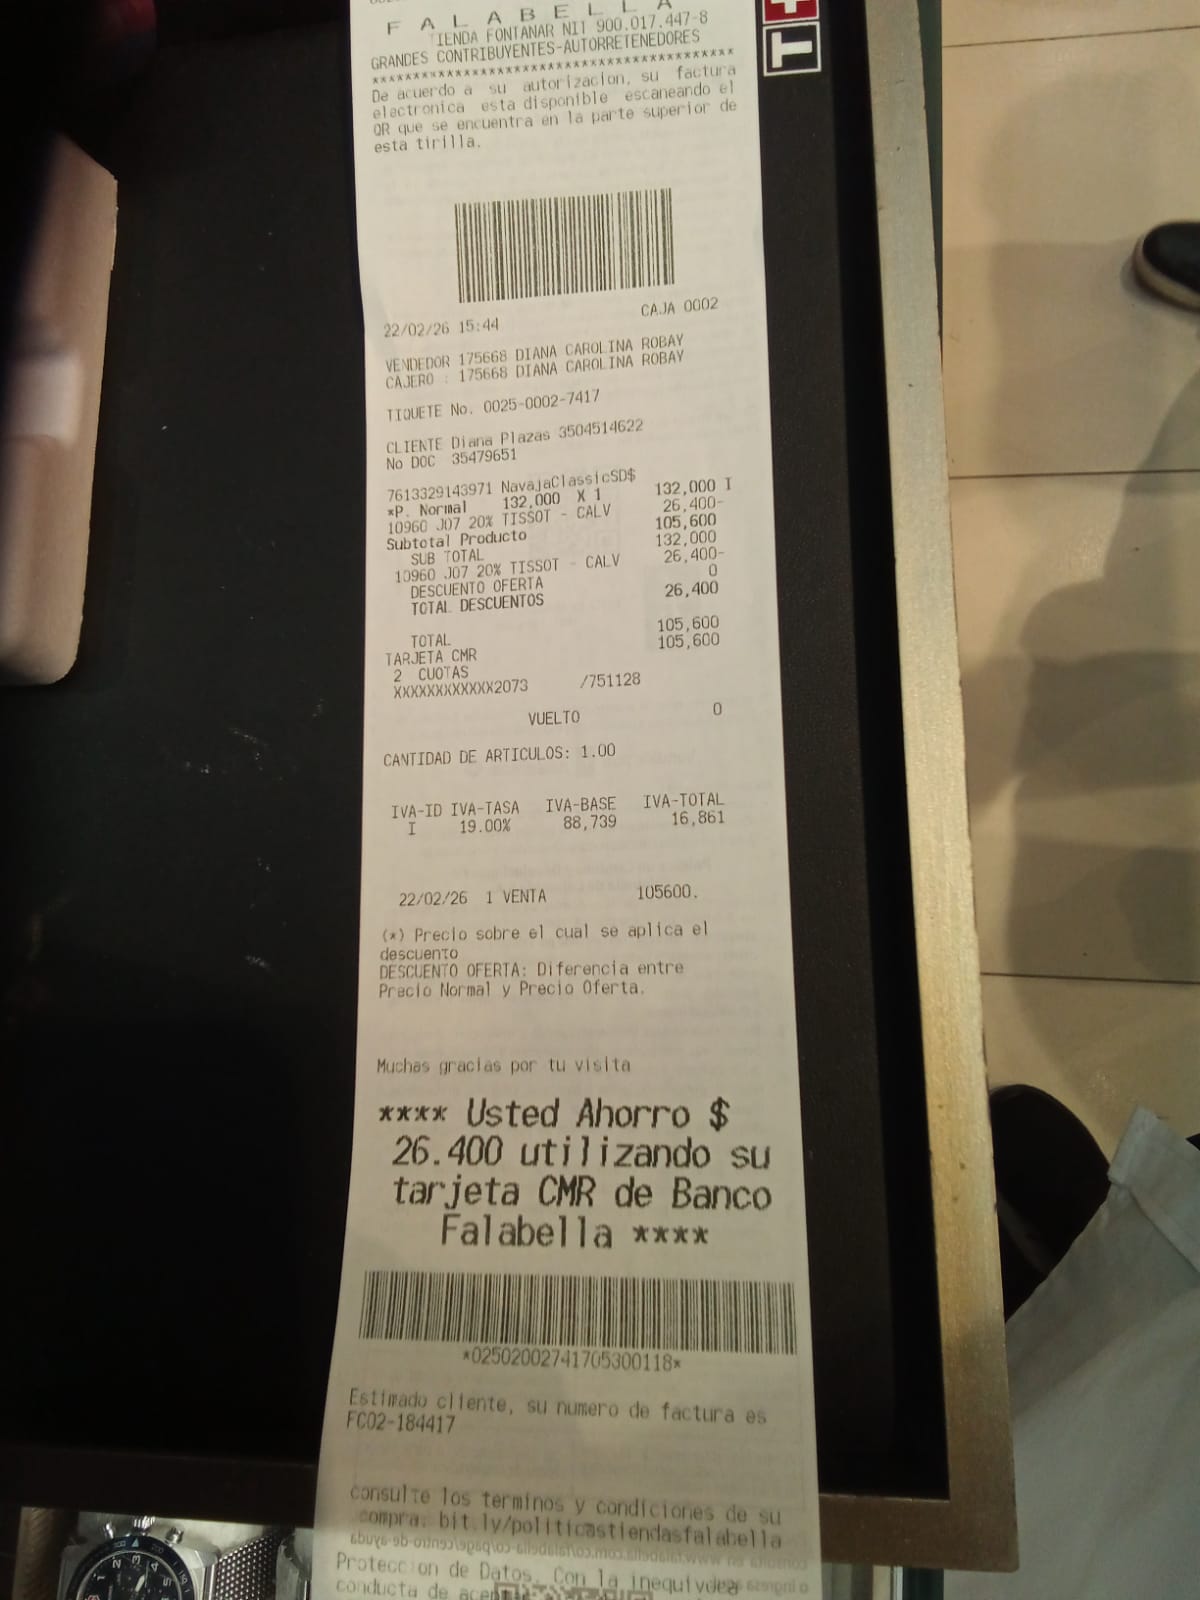 F A L A B E L L A
TIENDA FONTANAR NIT 900.017.447-8
GRANDES CONTRIBUYENTES-AUTORRETENEDORES
******************************************
De acuerdo a su autorizacion, su factura
electronica esta disponible escaneando el
QR que se encuentra en la parte superior de
esta tirilla.
22/02/26 15:44 CAJA 0002
VENDEDOR 175668 DIANA CAROLINA ROBAY
CAJERO : 175668 DIANA CAROLINA ROBAY
TIQUETE No. 0025-0002-7417
CLIENTE Diana Plazas 3504514622
No DOC 35479651
7613329143971 NavajaClassicSD$
*P. Normal 132,000 X 1 132,000 I
10960 J07 20% TISSOT - CALV 26,400-
Subtotal Producto 105,600
SUB TOTAL 132,000
10960 J07 20% TISSOT - CALV 26,400-
DESCUENTO OFERTA 0
TOTAL DESCUENTOS 26,400
TOTAL 105,600
TARJETA CMR 105,600
2 CUOTAS
XXXXXXXXXXXX2073 /751128
VUELTO 0
CANTIDAD DE ARTICULOS: 1.00
IVA-ID IVA-TASA IVA-BASE IVA-TOTAL
I 19.00% 88,739 16,861
22/02/26 1 VENTA 105600.
(*) Precio sobre el cual se aplica el
descuento
DESCUENTO OFERTA: Diferencia entre
Precio Normal y Precio Oferta.
Muchas gracias por tu visita
**** Usted Ahorro $
26.400 utilizando su
tarjeta CMR de Banco
Falabella ****
*02502002741705300118*
Estimado cliente, su numero de factura es
FC02-184417
consulte los terminos y condiciones de su
compra: bit.ly/politicastiendasfalabella
Proteccion de Datos. Con la inequivoca
conducta de